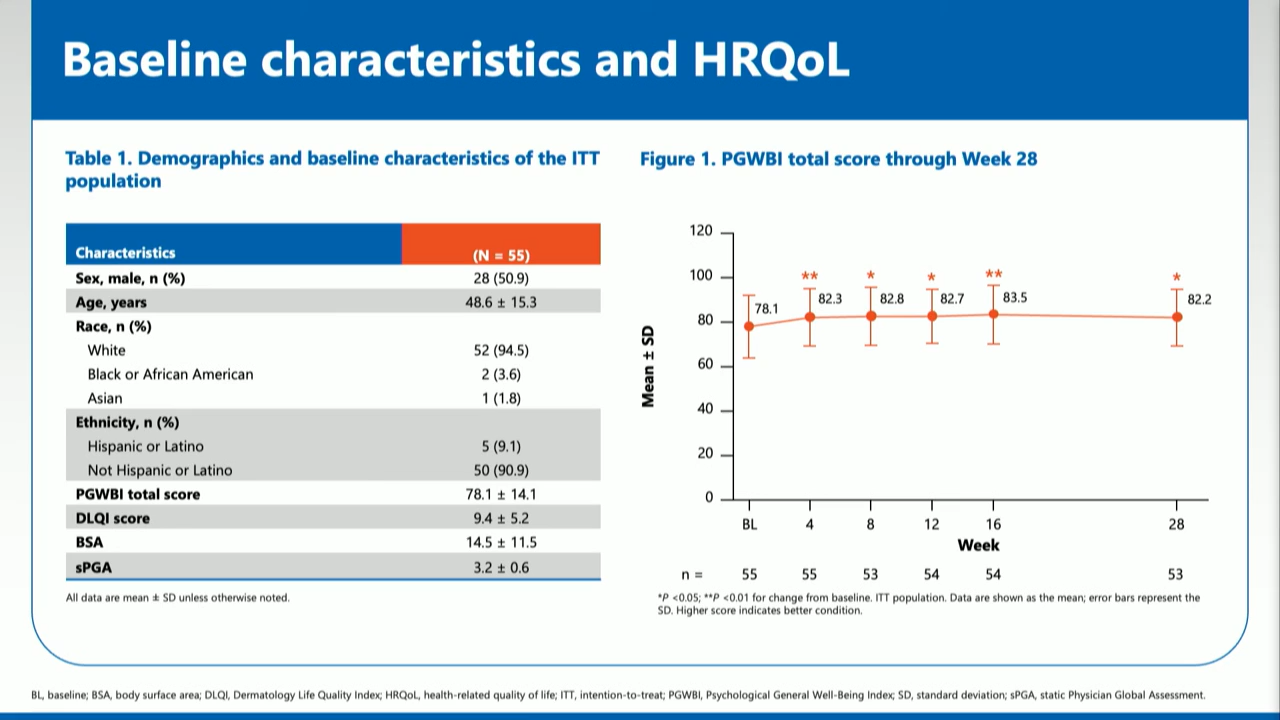 Baseline characteristics and HRQoL
Table 1. Demographics and baseline characteristics of the ITT
population
Characteristics (N = 55)
Sex, male, n (%) 28 (50.9)
Age, years 48.6 ± 15.3
Race, n (%)
White 52 (94.5)
Black or African American 2 (3.6)
Asian 1 (1.8)
Ethnicity, n (%)
Hispanic or Latino 5 (9.1)
Not Hispanic or Latino 50 (90.9)
PGWBI total score 78.1 ± 14.1
DLQI score 9.4 ± 5.2
BSA 14.5 ± 11.5
sPGA 3.2 ± 0.6
All data are mean ± SD unless otherwise noted.
Figure 1. PGWBI total score through Week 28
Mean ± SD
120
100
80
60
40
20
0
** * * ** *
78.1 82.3 82.8 82.7 83.5 82.2
BL 4 8 12 16 28
Week
n = 55 55 53 54 54 53
*P <0.05; **P <0.01 for change from baseline. ITT population. Data are shown as the mean; error bars represent the
SD. Higher score indicates better condition.
BL, baseline; BSA, body surface area; DLQI, Dermatology Life Quality Index; HRQoL, health-related quality of life; ITT, intention-to-treat; PGWBI, Psychological General Well-Being Index; SD, standard deviation; sPGA, static Physician Global Assessment.